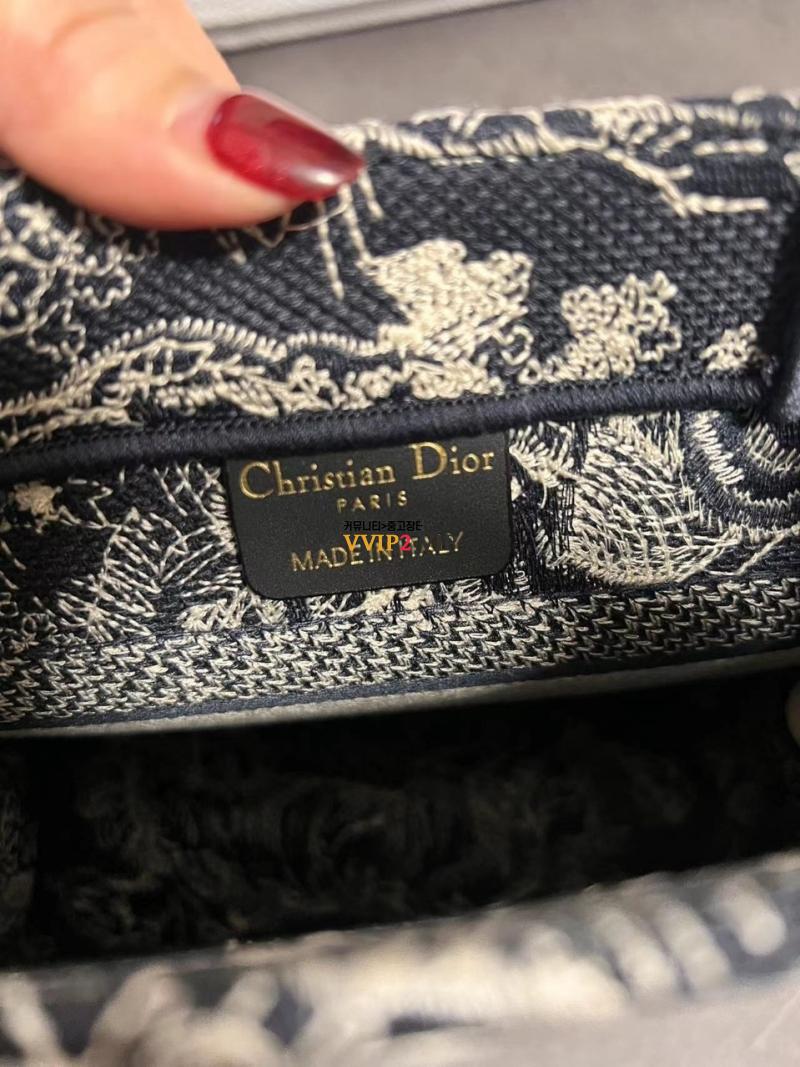 Christian Dior
PARIS
커뮤니티>중고장터
VVIP2
MADE IN ITALY